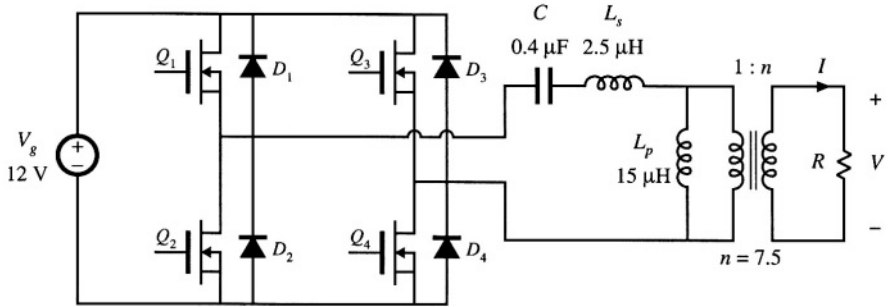 C
L_s
0.4 µF
2.5 µH
Q_1
D_1
Q_3
D_3
1 : n
I
+
V_g
12 V
+
−
L_p
15 µH
R
V
Q_2
D_2
Q_4
D_4
−
n = 7.5